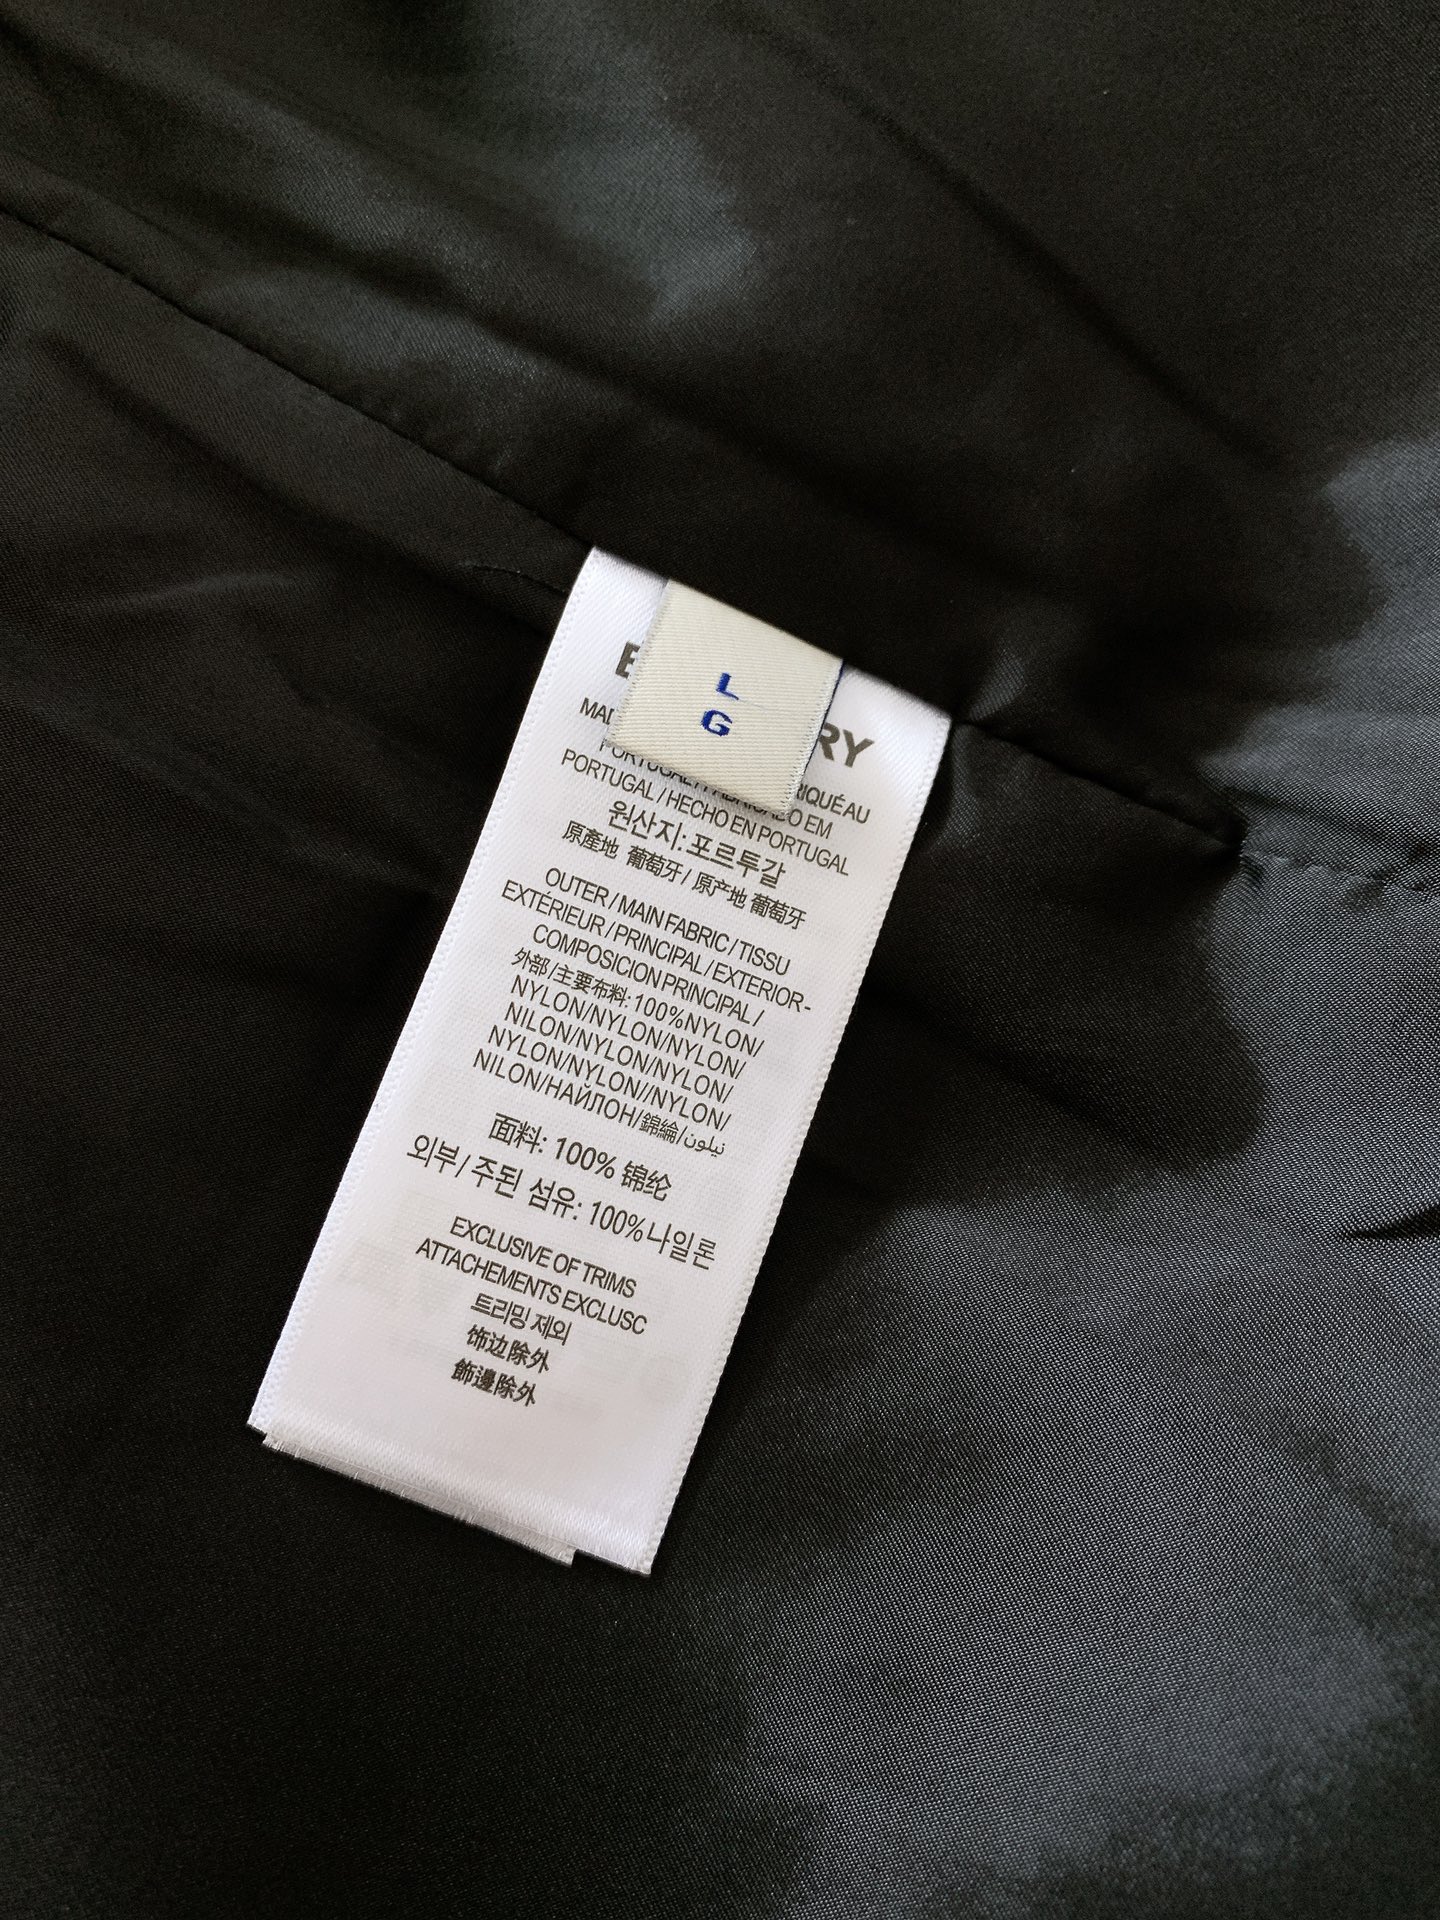 L
G
RY
PORTUGAL / HECHO EN PORTUGAL
원산지: 포르투갈
原產地 葡萄牙 / 原产地 葡萄牙
OUTER / MAIN FABRIC / TISSU
EXTÉRIEUR / PRINCIPAL / EXTERIOR-
COMPOSICION PRINCIPAL /
外部 / 主要布料: 100%NYLON/
NYLON/NYLON/NYLON/
NILON/NYLON/NYLON/
NYLON/NYLON//NYLON/
NILON/НАЙЛОН/錦綸/نيلون
面料: 100% 锦纶
외부 / 주된 섬유: 100%나일론
EXCLUSIVE OF TRIMS
ATTACHEMENTS EXCLUSC
트리밍 제외
饰边除外
飾邊除外